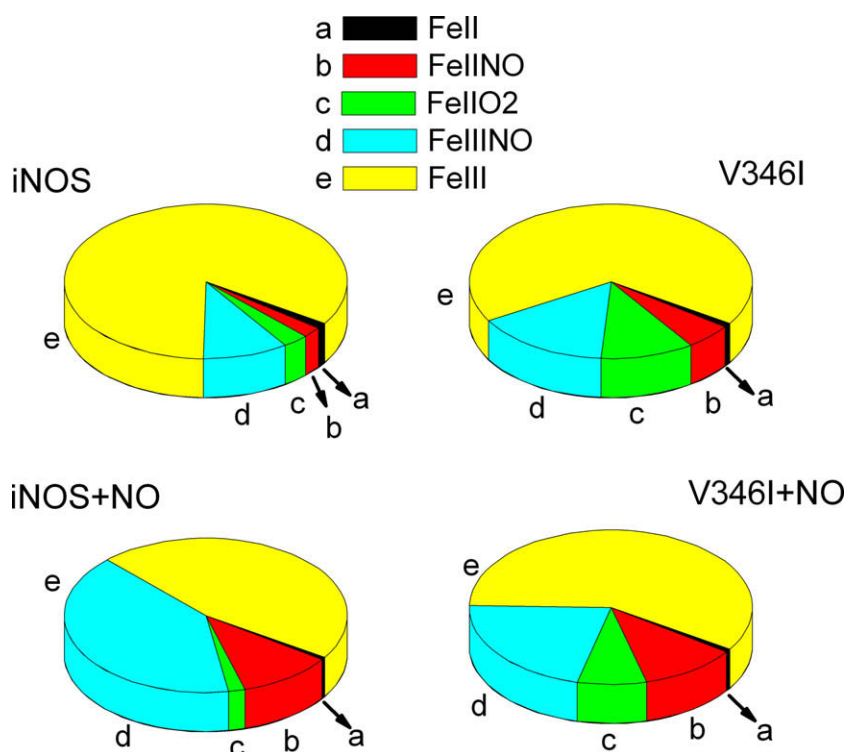 a FeII
b FeIINO
c FeIIO2
d FeIIINO
e FeIII
iNOS
V346I
e
d
c
b
a
e
d
c
b
a
iNOS+NO
V346I+NO
e
d
c
b
a
e
d
c
b
a